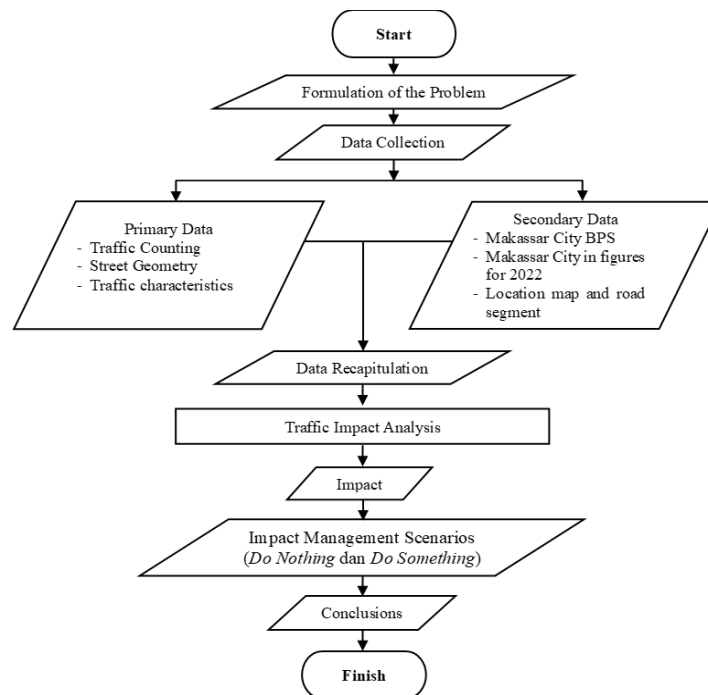 Start
Formulation of the Problem
Data Collection
Primary Data
- Traffic Counting
- Street Geometry
- Traffic characteristics
Secondary Data
- Makassar City BPS
- Makassar City in figures
for 2022
- Location map and road
segment
Data Recapitulation
Traffic Impact Analysis
Impact
Impact Management Scenarios
(Do Nothing dan Do Something)
Conclusions
Finish